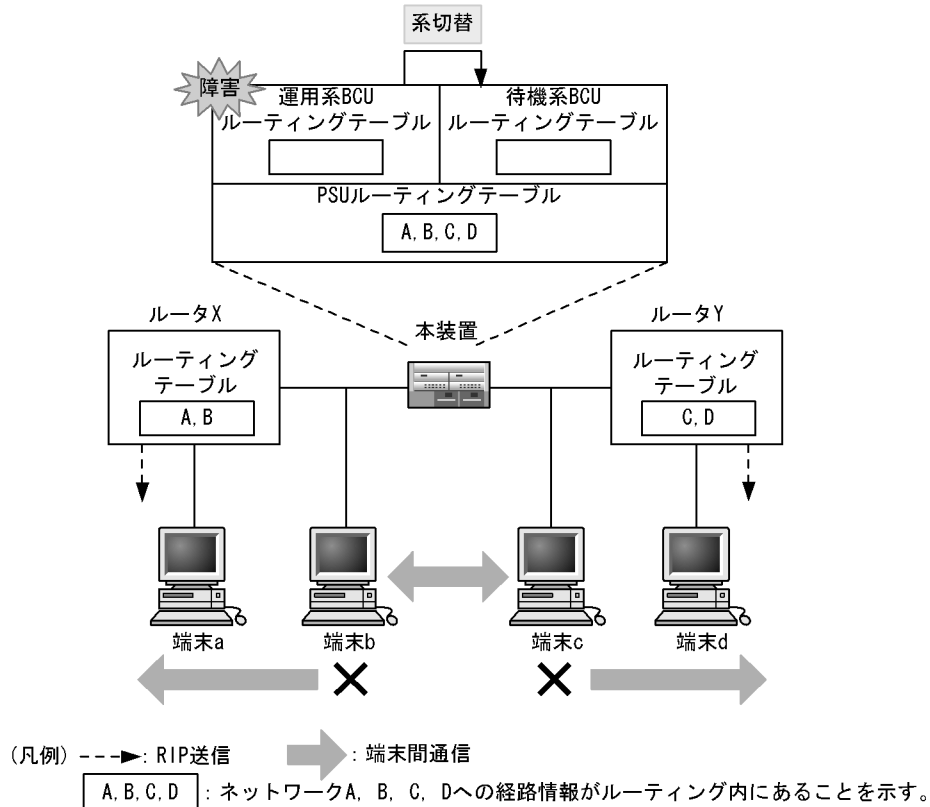 系切替
障害
運用系BCU
ルーティングテーブル
待機系BCU
ルーティングテーブル
PSUルーティングテーブル
A, B, C, D
ルータX
ルーティング
テーブル
A, B
本装置
ルータY
ルーティング
テーブル
C, D
端末a
端末b
端末c
端末d
(凡例) : RIP送信 : 端末間通信
A, B, C, D : ネットワークA, B, C, Dへの経路情報がルーティング内にあることを示す。